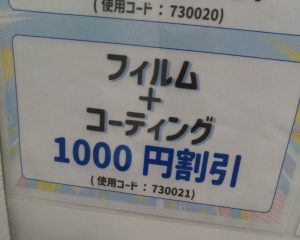 (使用コード：730020)
フィルム
+
コーティング
1000 円割引
(使用コード：730021)